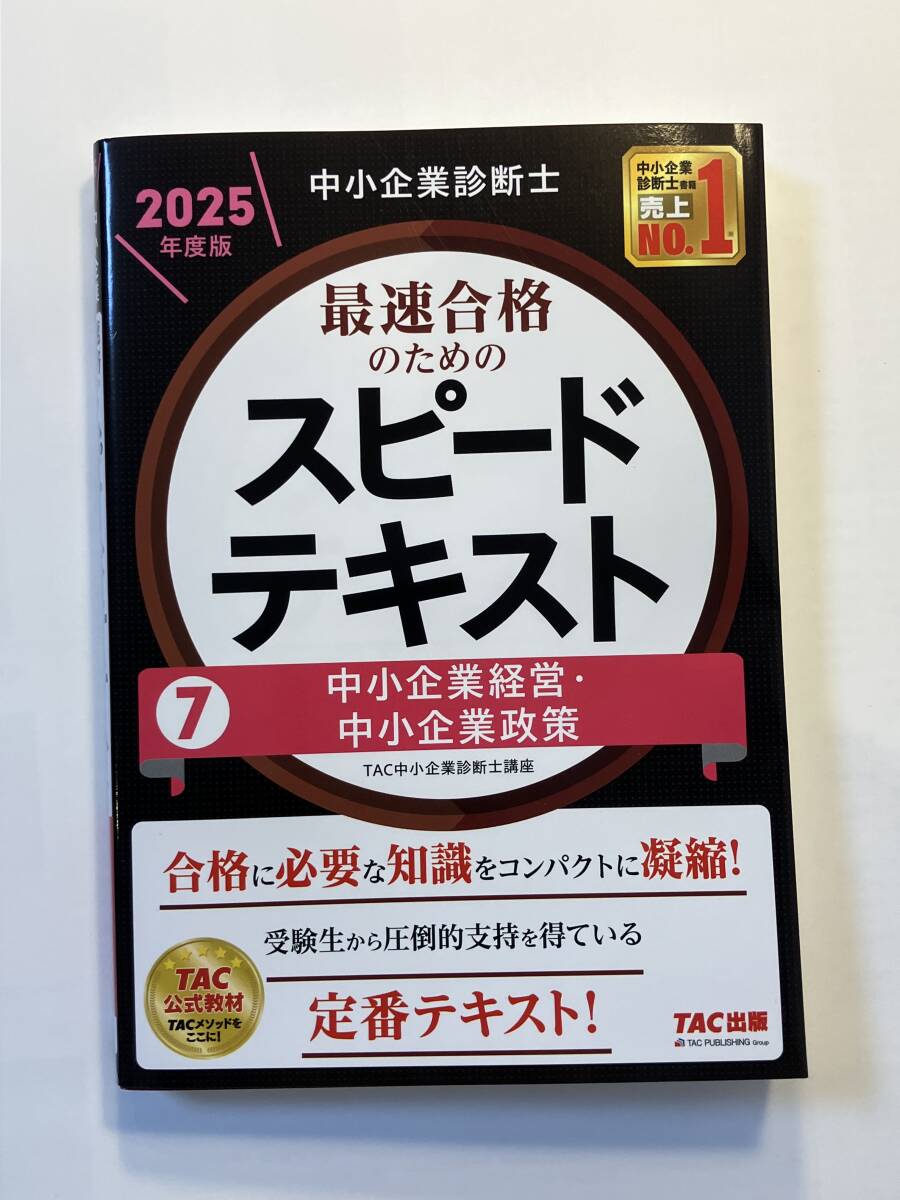 2025
年度版
中小企業診断士
中小企業
診断士書籍
売上
NO.1
最速合格
のための
スピード
テキスト
7
中小企業経営・
中小企業政策
TAC中小企業診断士講座
合格に必要な知識をコンパクトに凝縮!
受験生から圧倒的支持を得ている
定番テキスト!
TAC
公式教材
TACメソッドを
ここに!
TAC出版
TAC PUBLISHING Group